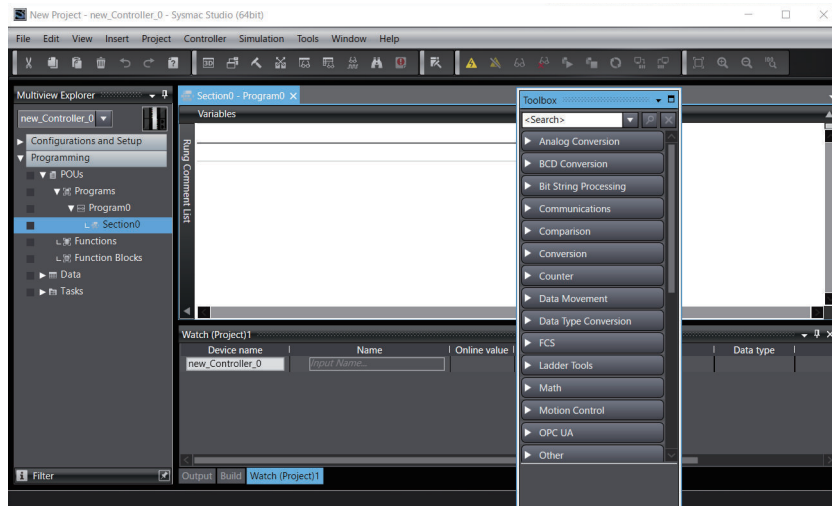 New Project - new_Controller_0 - Sysmac Studio (64bit)
File Edit View Insert Project Controller Simulation Tools Window Help
Multiview Explorer
new_Controller_0
Configurations and Setup
Programming
POUs
Programs
Program0
Section0
Functions
Function Blocks
Data
Tasks
Filter
Section0 - Program0
Variables
Rung Comment List
Toolbox
<Search>
Analog Conversion
BCD Conversion
Bit String Processing
Communications
Comparison
Conversion
Counter
Data Movement
Data Type Conversion
FCS
Ladder Tools
Math
Motion Control
OPC UA
Other
Watch (Project)1
Device name Name Online value Data type
new_Controller_0 Input Name...
Output Build Watch (Project)1